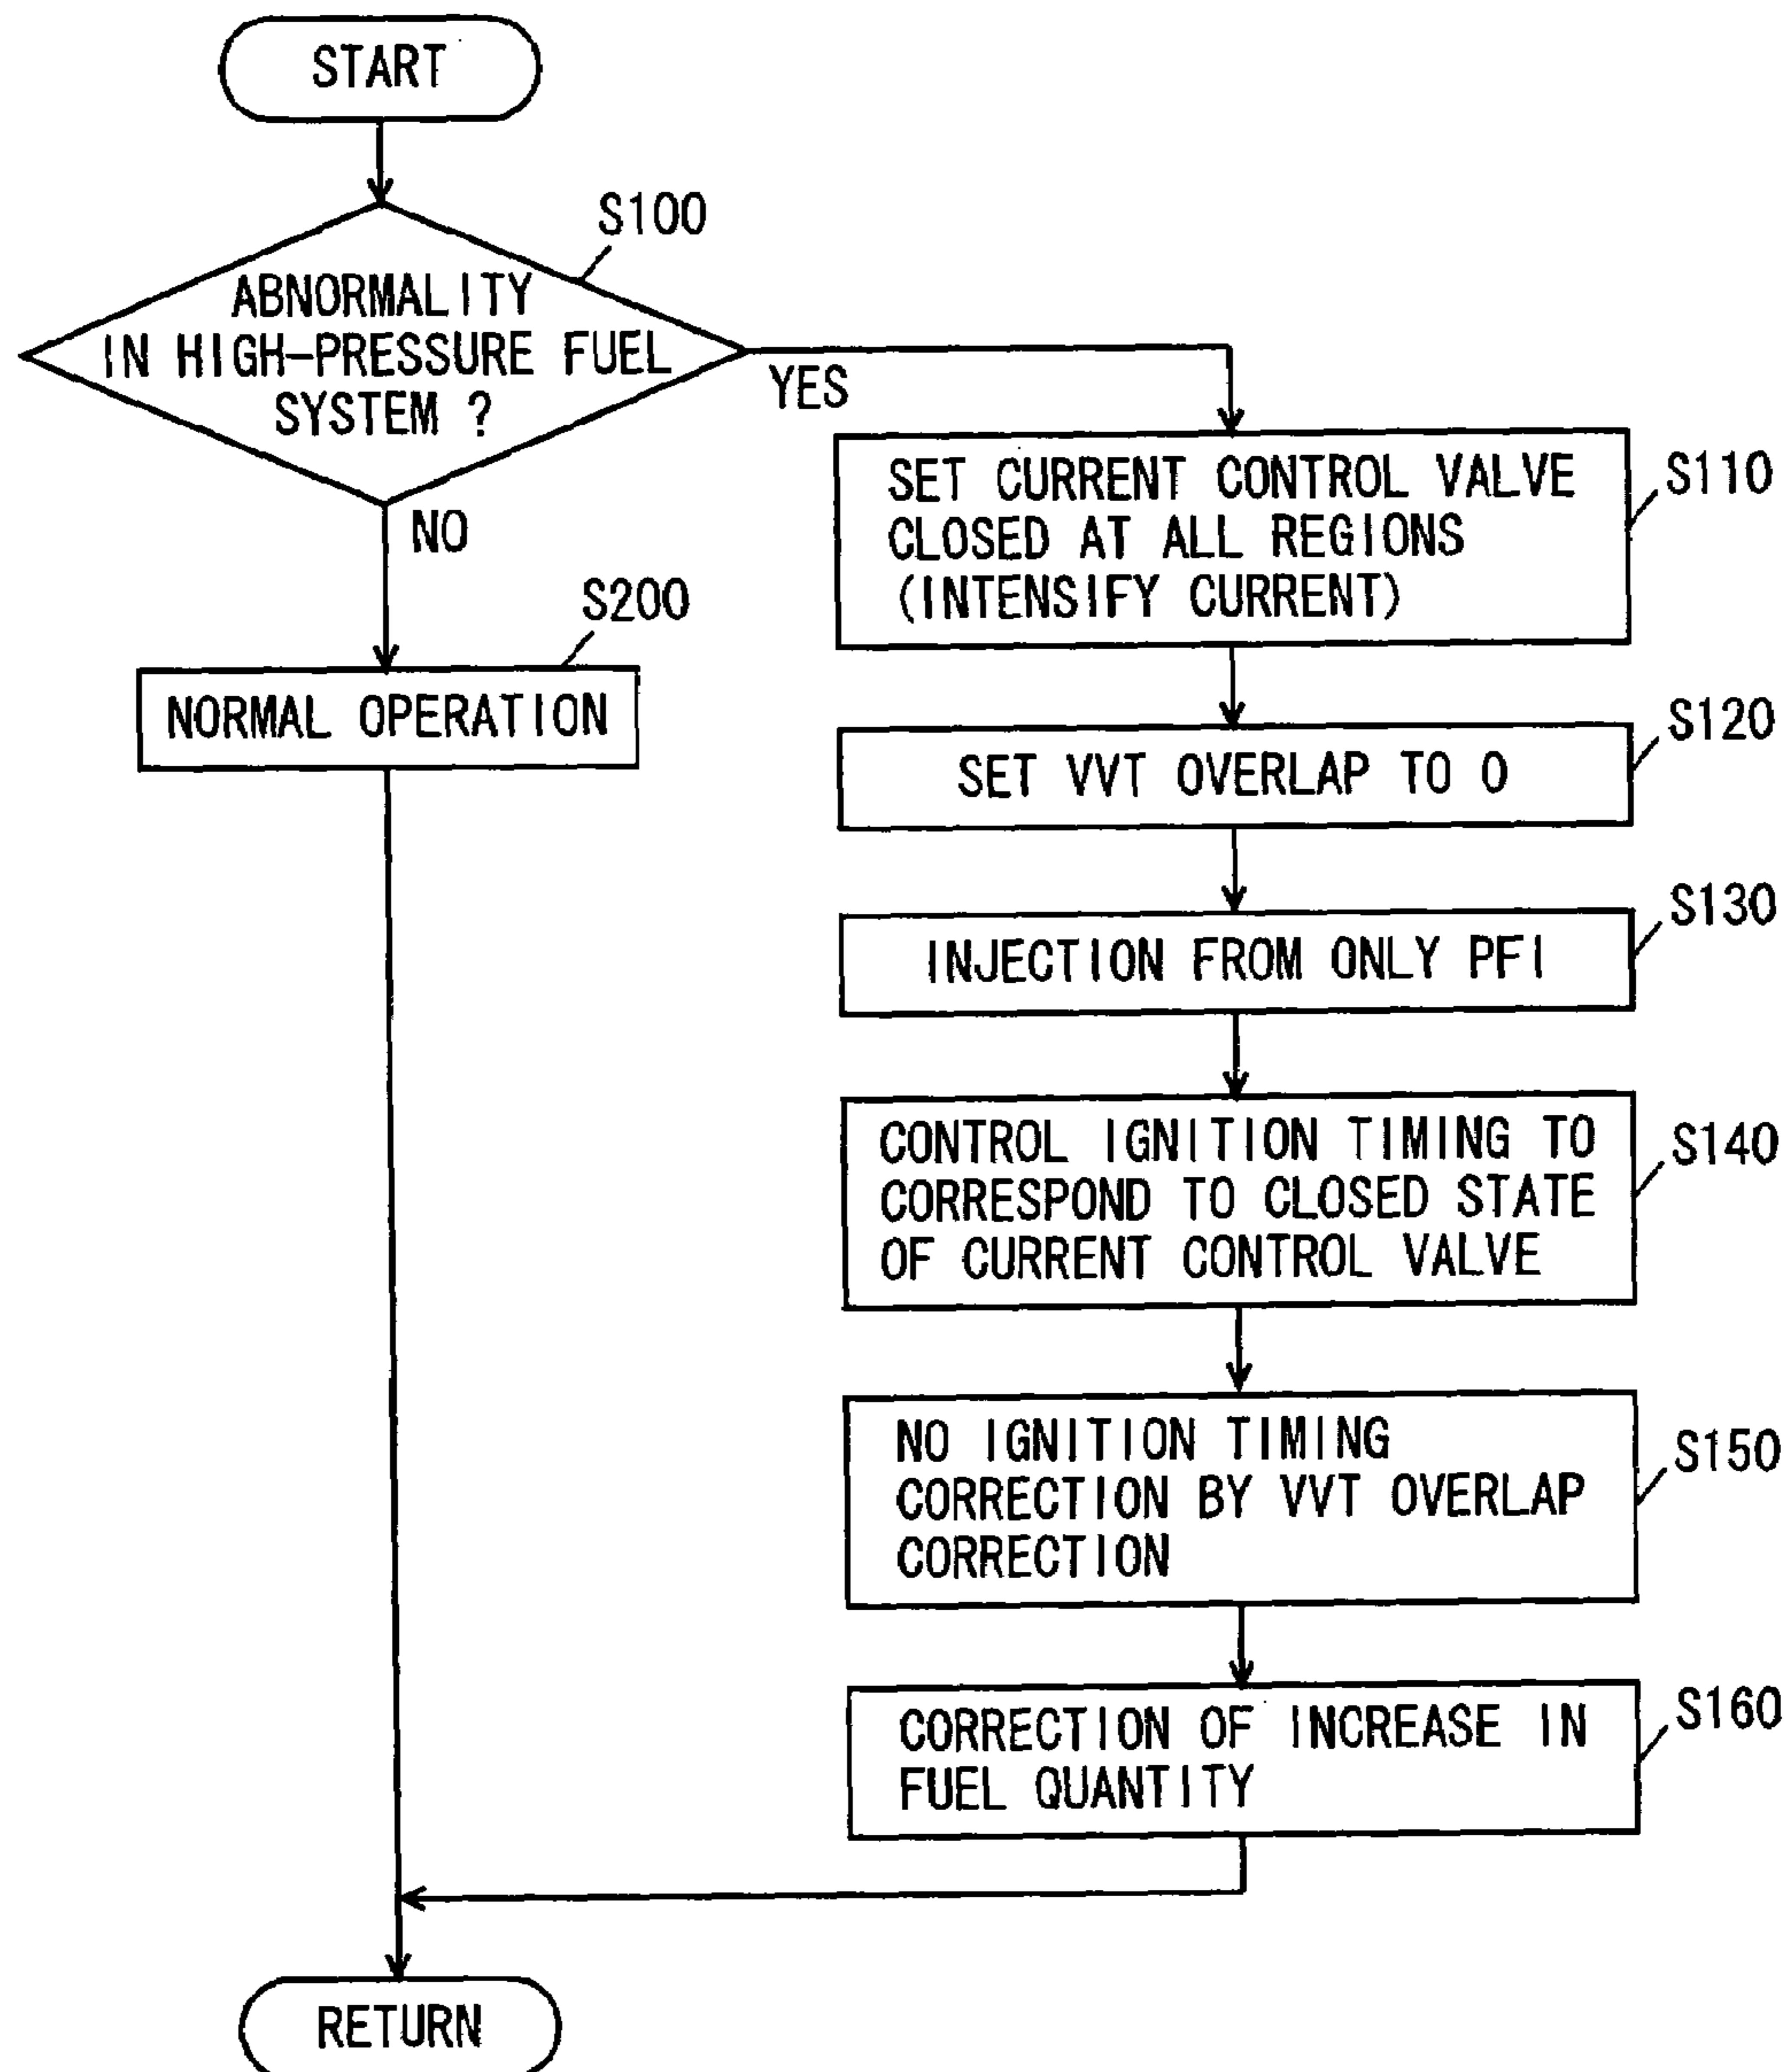 START
S100
ABNORMALITY
IN HIGH-PRESSURE FUEL
SYSTEM ?
YES
NO
S200
NORMAL OPERATION
S110
SET CURRENT CONTROL VALVE
CLOSED AT ALL REGIONS
(INTENSIFY CURRENT)
S120
SET VVT OVERLAP TO 0
S130
INJECTION FROM ONLY PFI
S140
CONTROL IGNITION TIMING TO
CORRESPOND TO CLOSED STATE
OF CURRENT CONTROL VALVE
S150
NO IGNITION TIMING
CORRECTION BY VVT OVERLAP
CORRECTION
S160
CORRECTION OF INCREASE IN
FUEL QUANTITY
RETURN